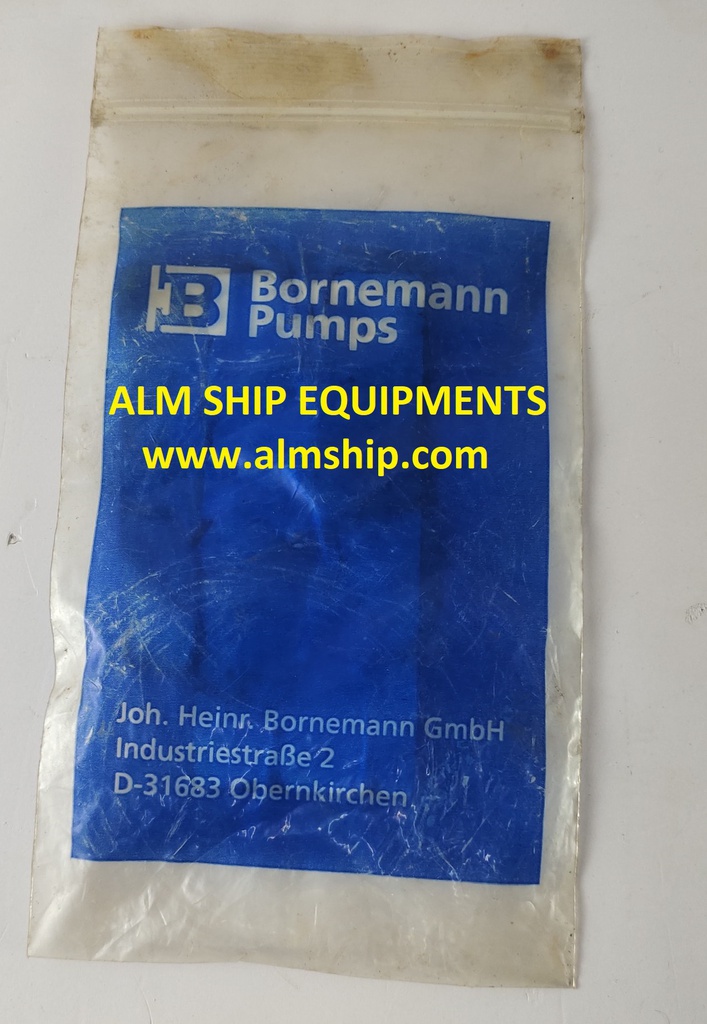 B
Bornemann
Pumps
ALM SHIP EQUIPMENTS
www.almship.com
Joh. Heinr. Bornemann GmbH
Industriestraße 2
D-31683 Obernkirchen